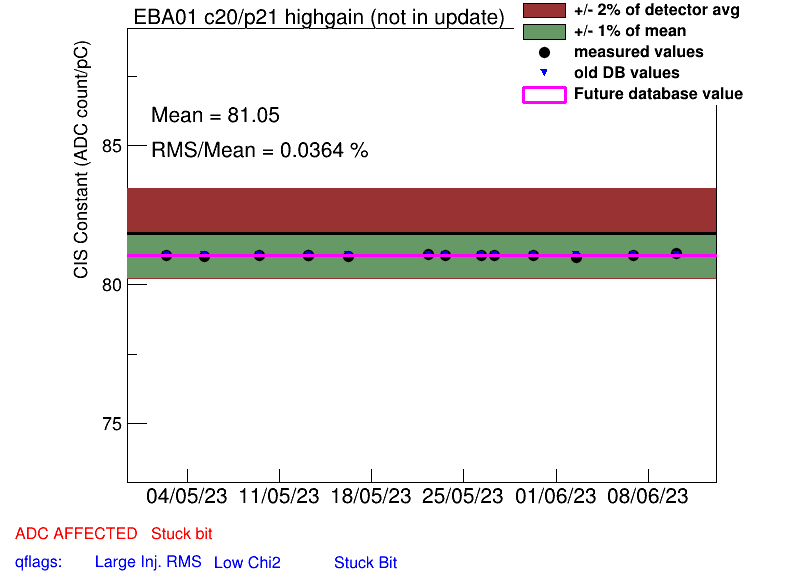 EBA01 c20/p21 highgain (not in update)
+/- 2% of detector avg
+/- 1% of mean
measured values
old DB values
Future database value
CIS Constant (ADC count/pC)
Mean = 81.05
RMS/Mean = 0.0364 %
85
80
75
04/05/23 11/05/23 18/05/23 25/05/23 01/06/23 08/06/23
ADC AFFECTED Stuck bit
qflags: Large Inj. RMS Low Chi2 Stuck Bit